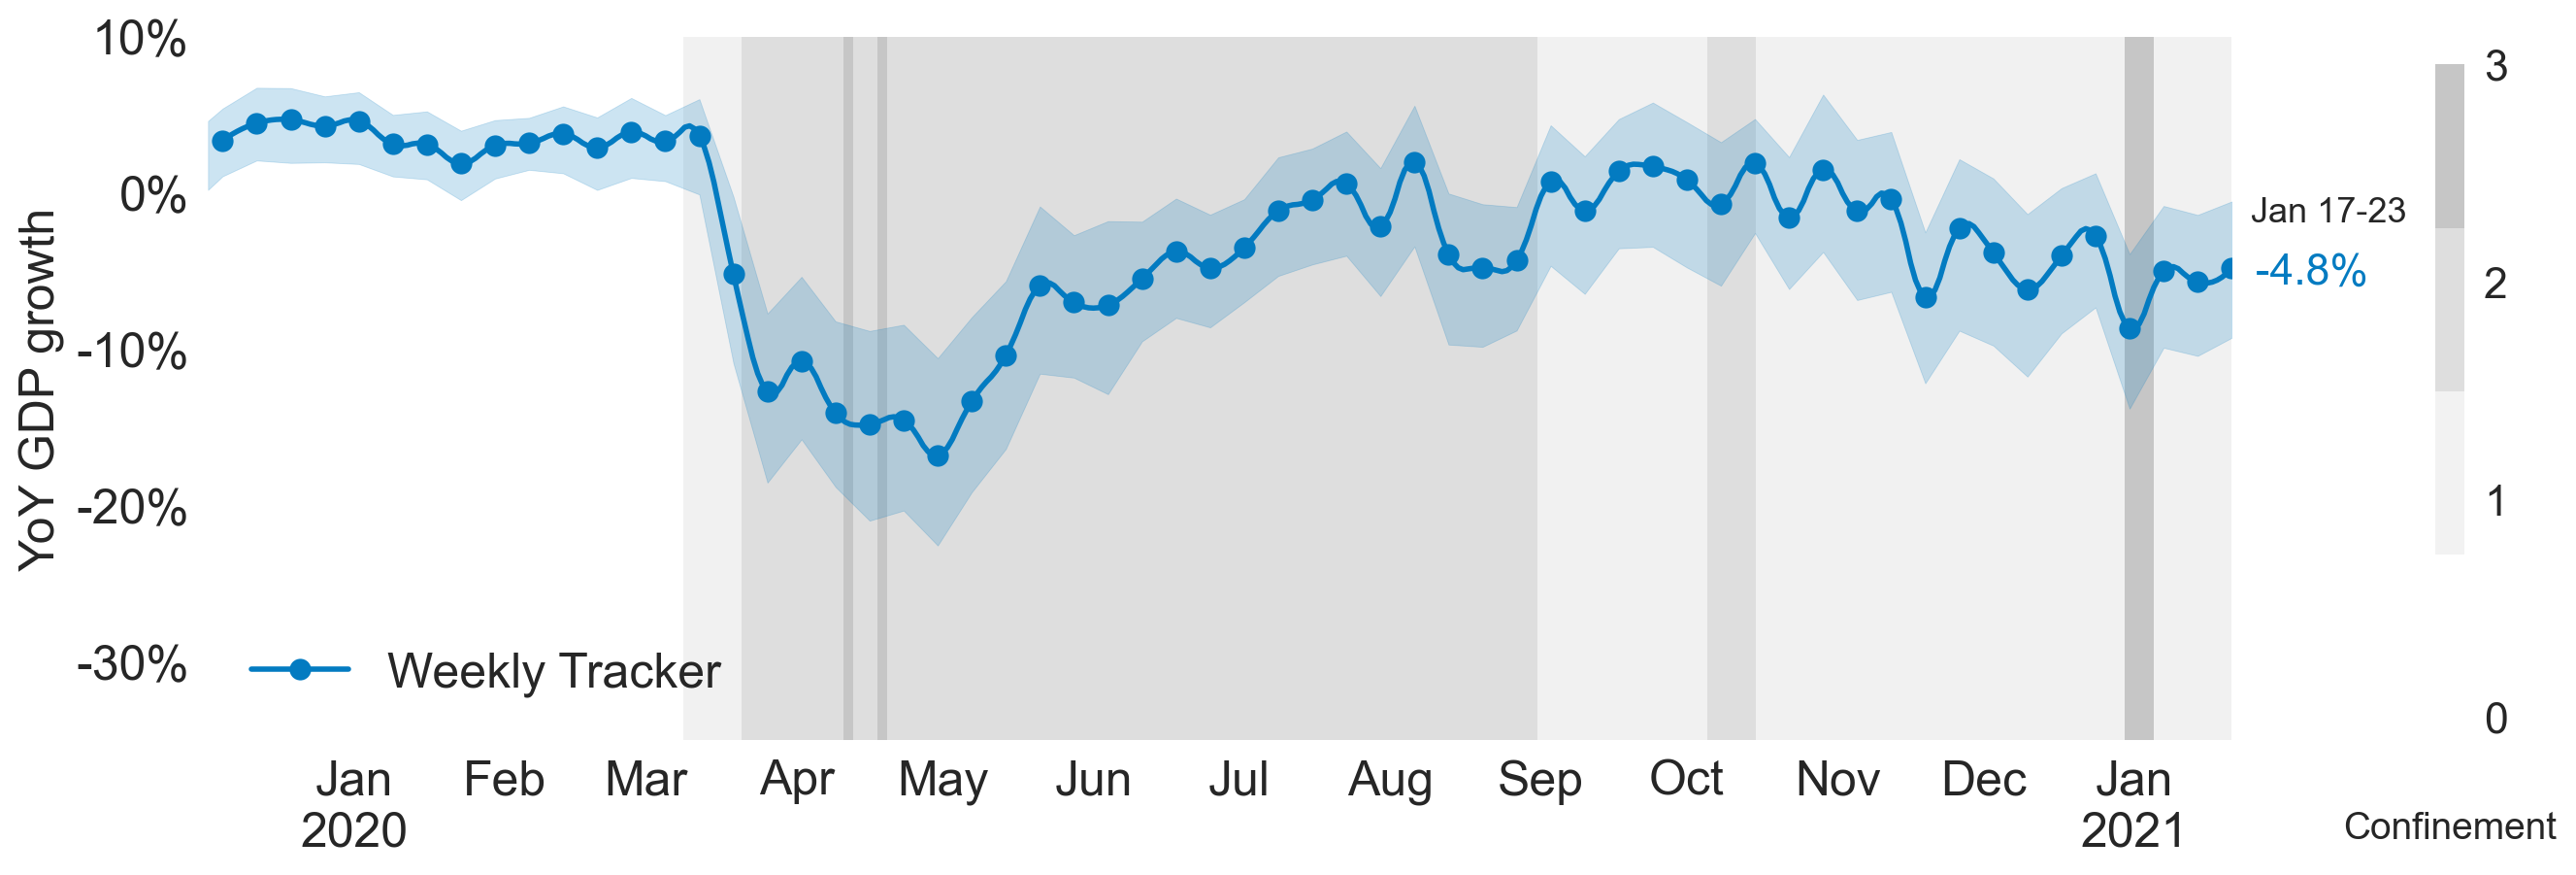 10%
0%
-10%
-20%
-30%
YoY GDP growth
Weekly Tracker
Jan Feb Mar Apr May Jun Jul Aug Sep Oct Nov Dec Jan
2020 2021
Jan 17-23
-4.8%
3
2
1
0
Confinement